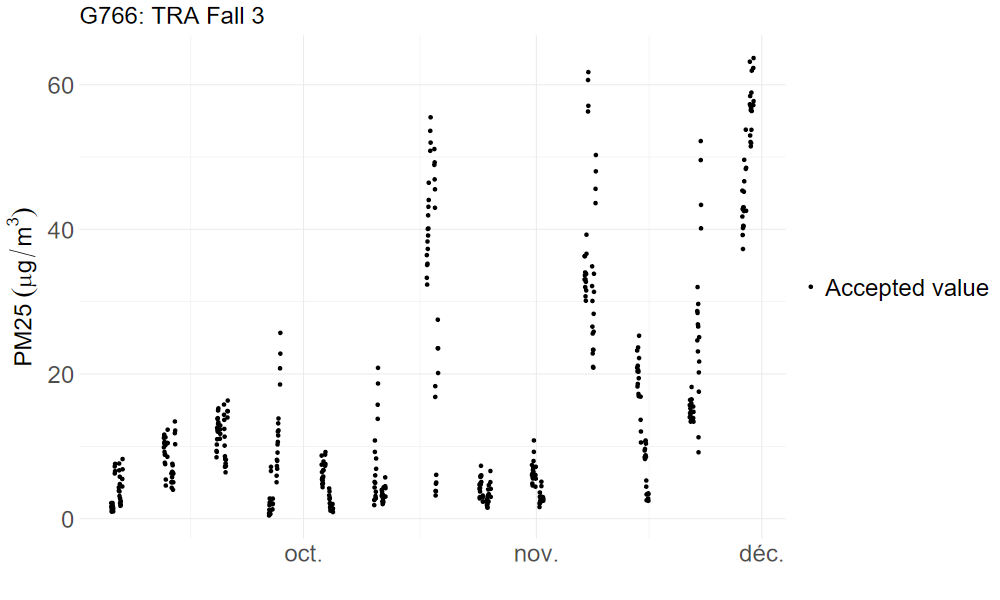 G766: TRA Fall 3
PM25 (μg/m³)
60
40
20
0
oct.
nov.
déc.
Accepted value